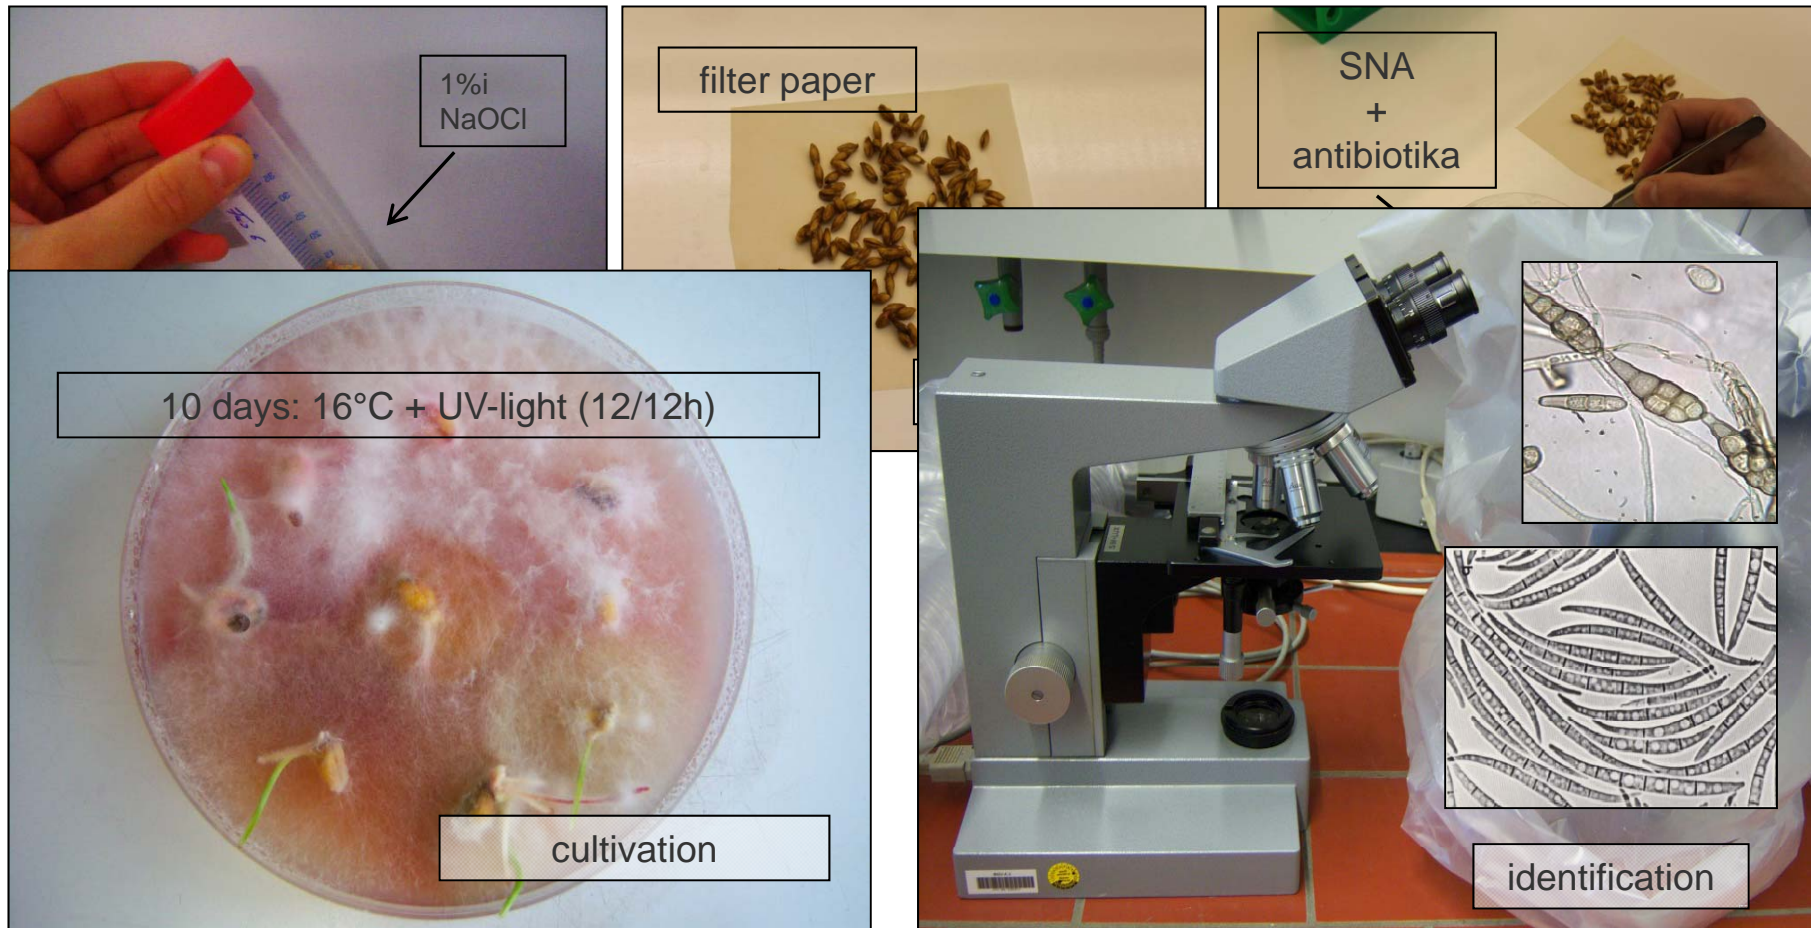 1%i
NaOCl
filter paper
SNA
+
antibiotika
10 days: 16°C + UV-light (12/12h)
cultivation
identification